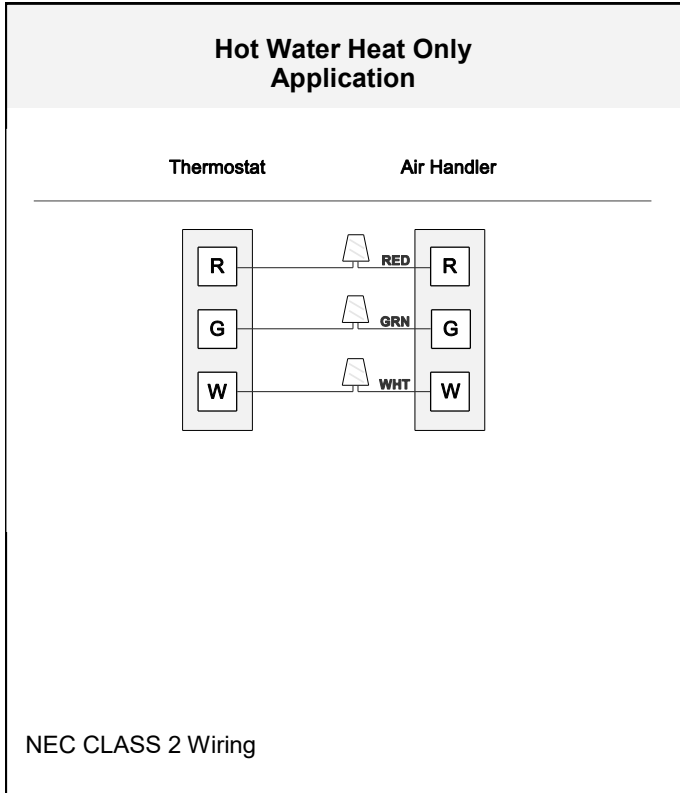 Hot Water Heat Only
Application
Thermostat Air Handler
R RED R
G GRN G
W WHT W
NEC CLASS 2 Wiring